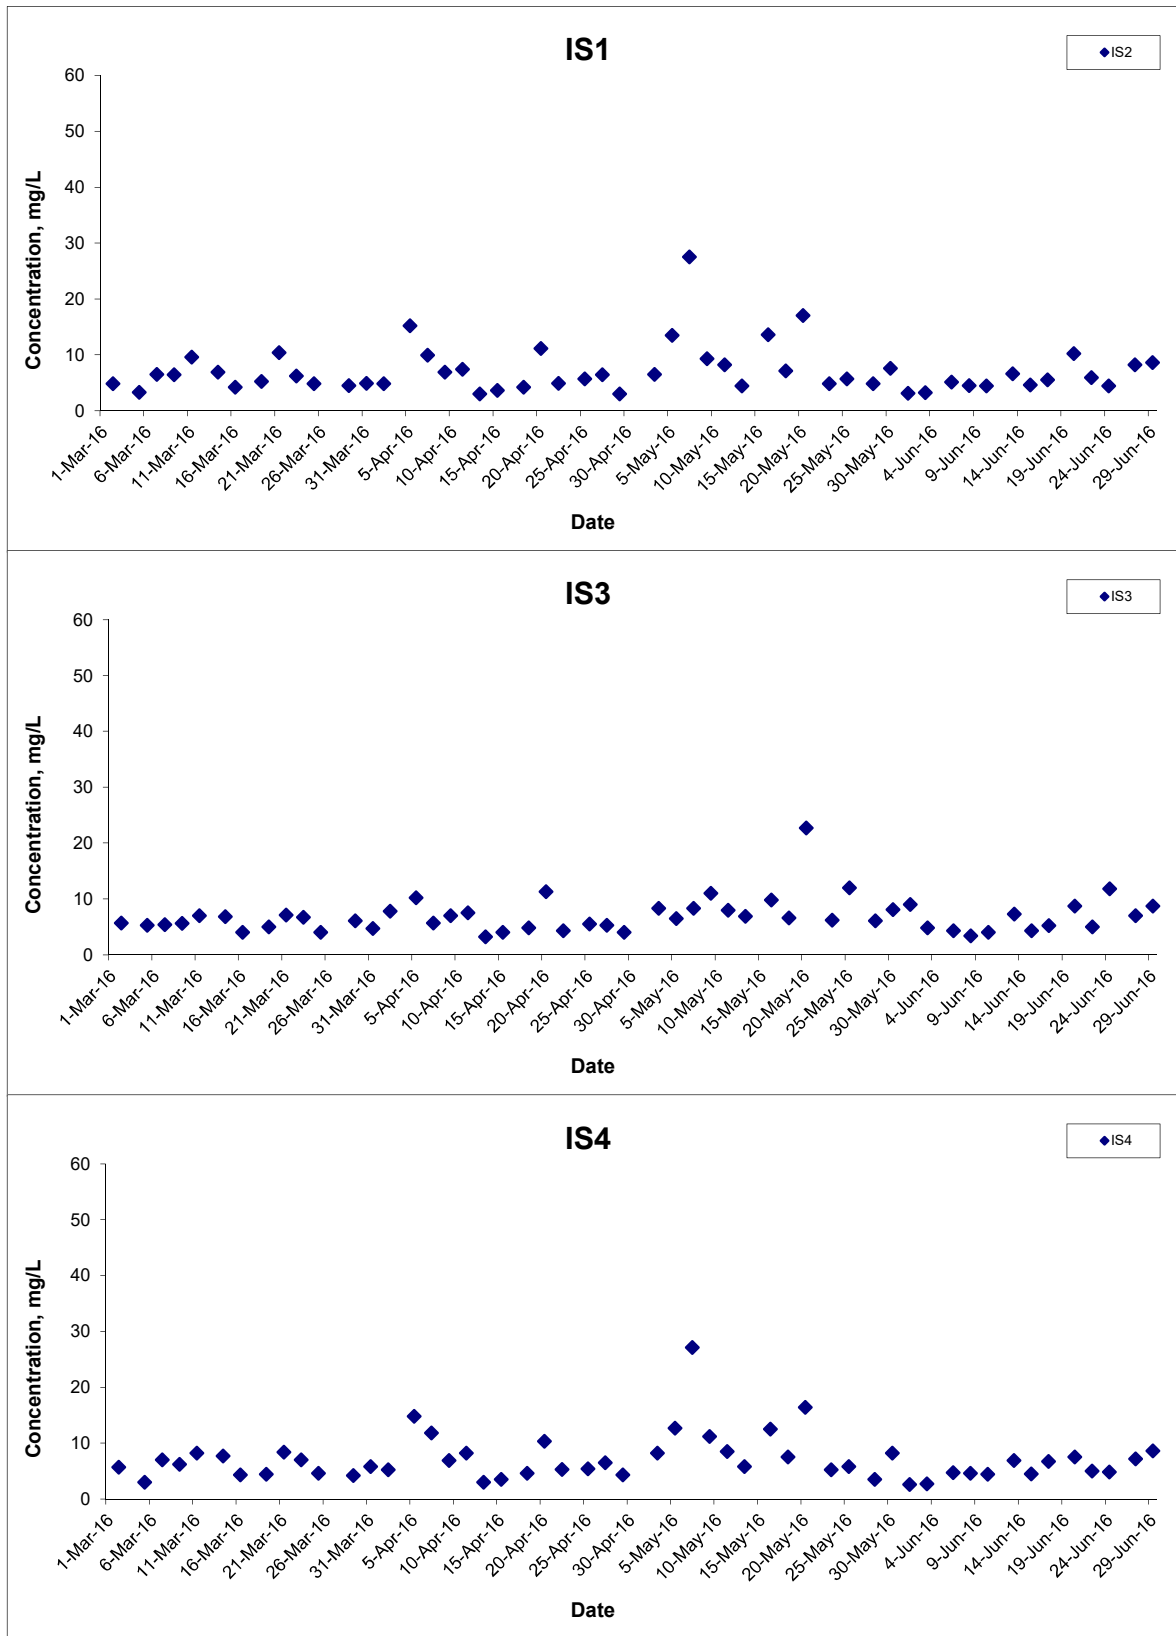 IS1
IS2
60
50
40
30
20
10
0
Concentration, mg/L
1-Mar-16
6-Mar-16
11-Mar-16
16-Mar-16
21-Mar-16
26-Mar-16
31-Mar-16
5-Apr-16
10-Apr-16
15-Apr-16
20-Apr-16
25-Apr-16
30-Apr-16
5-May-16
10-May-16
15-May-16
20-May-16
25-May-16
30-May-16
4-Jun-16
9-Jun-16
14-Jun-16
19-Jun-16
24-Jun-16
29-Jun-16
Date
IS3
IS3
60
50
40
30
20
10
0
Concentration, mg/L
1-Mar-16
6-Mar-16
11-Mar-16
16-Mar-16
21-Mar-16
26-Mar-16
31-Mar-16
5-Apr-16
10-Apr-16
15-Apr-16
20-Apr-16
25-Apr-16
30-Apr-16
5-May-16
10-May-16
15-May-16
20-May-16
25-May-16
30-May-16
4-Jun-16
9-Jun-16
14-Jun-16
19-Jun-16
24-Jun-16
29-Jun-16
Date
IS4
IS4
60
50
40
30
20
10
0
Concentration, mg/L
1-Mar-16
6-Mar-16
11-Mar-16
16-Mar-16
21-Mar-16
26-Mar-16
31-Mar-16
5-Apr-16
10-Apr-16
15-Apr-16
20-Apr-16
25-Apr-16
30-Apr-16
5-May-16
10-May-16
15-May-16
20-May-16
25-May-16
30-May-16
4-Jun-16
9-Jun-16
14-Jun-16
19-Jun-16
24-Jun-16
29-Jun-16
Date